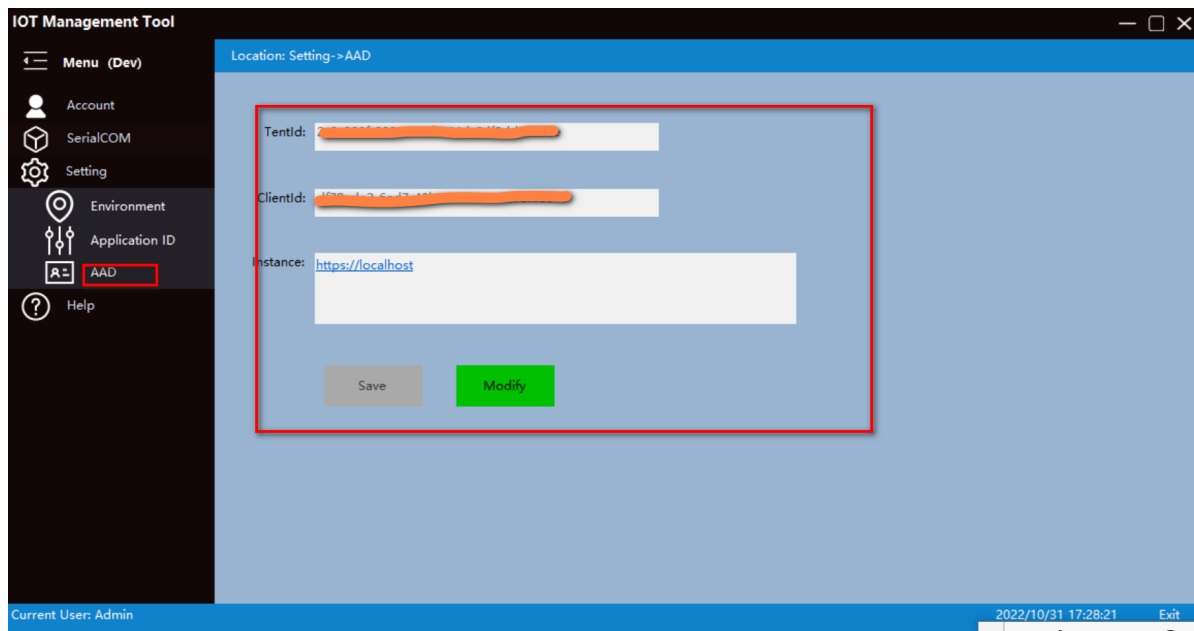 IOT Management Tool
Menu (Dev)
Location: Setting->AAD
Account
SerialCOM
Setting
Environment
Application ID
AAD
Help
TentId:
ClientId:
Instance:
https://localhost
Save
Modify
Current User: Admin
2022/10/31 17:28:21
Exit